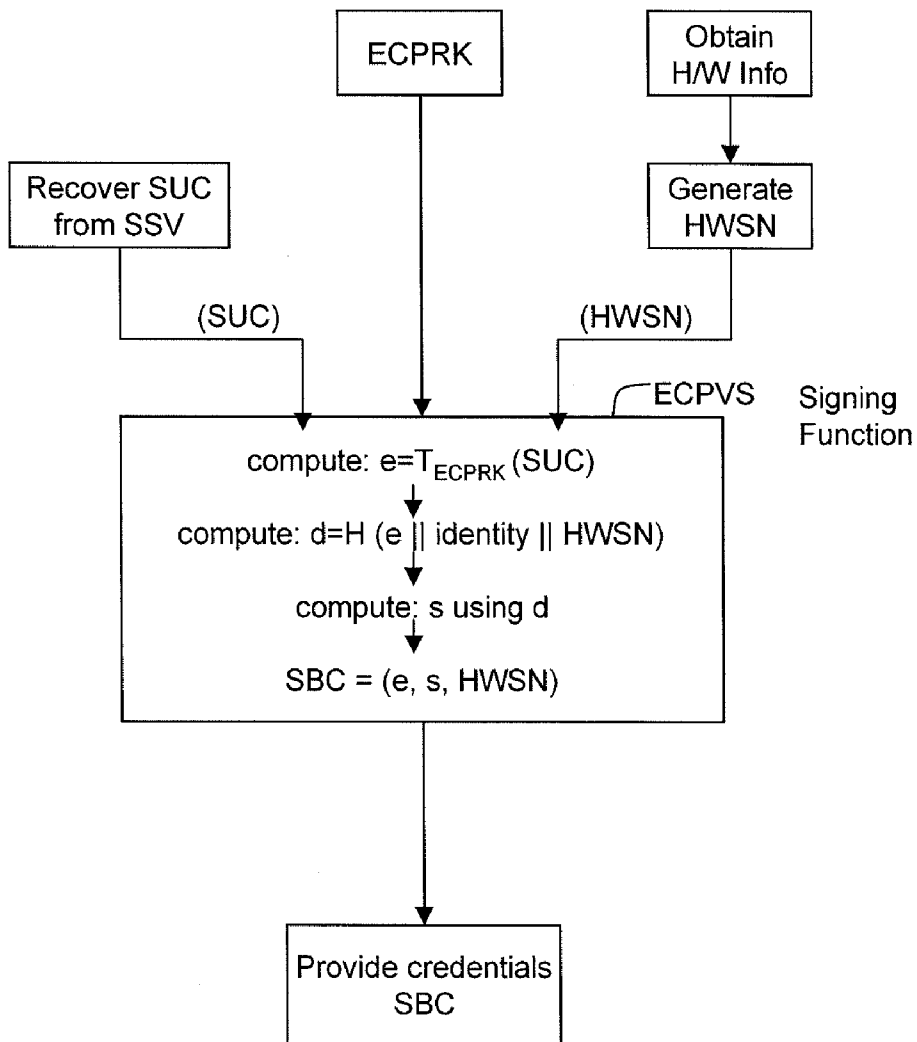 ECPRK
Obtain
H/W Info
Recover SUC
from SSV
Generate
HWSN
(SUC)
(HWSN)
ECPVS
Signing
Function
compute: e=T_ECPRK (SUC)
compute: d=H (e || identity || HWSN)
compute: s using d
SBC = (e, s, HWSN)
Provide credentials
SBC